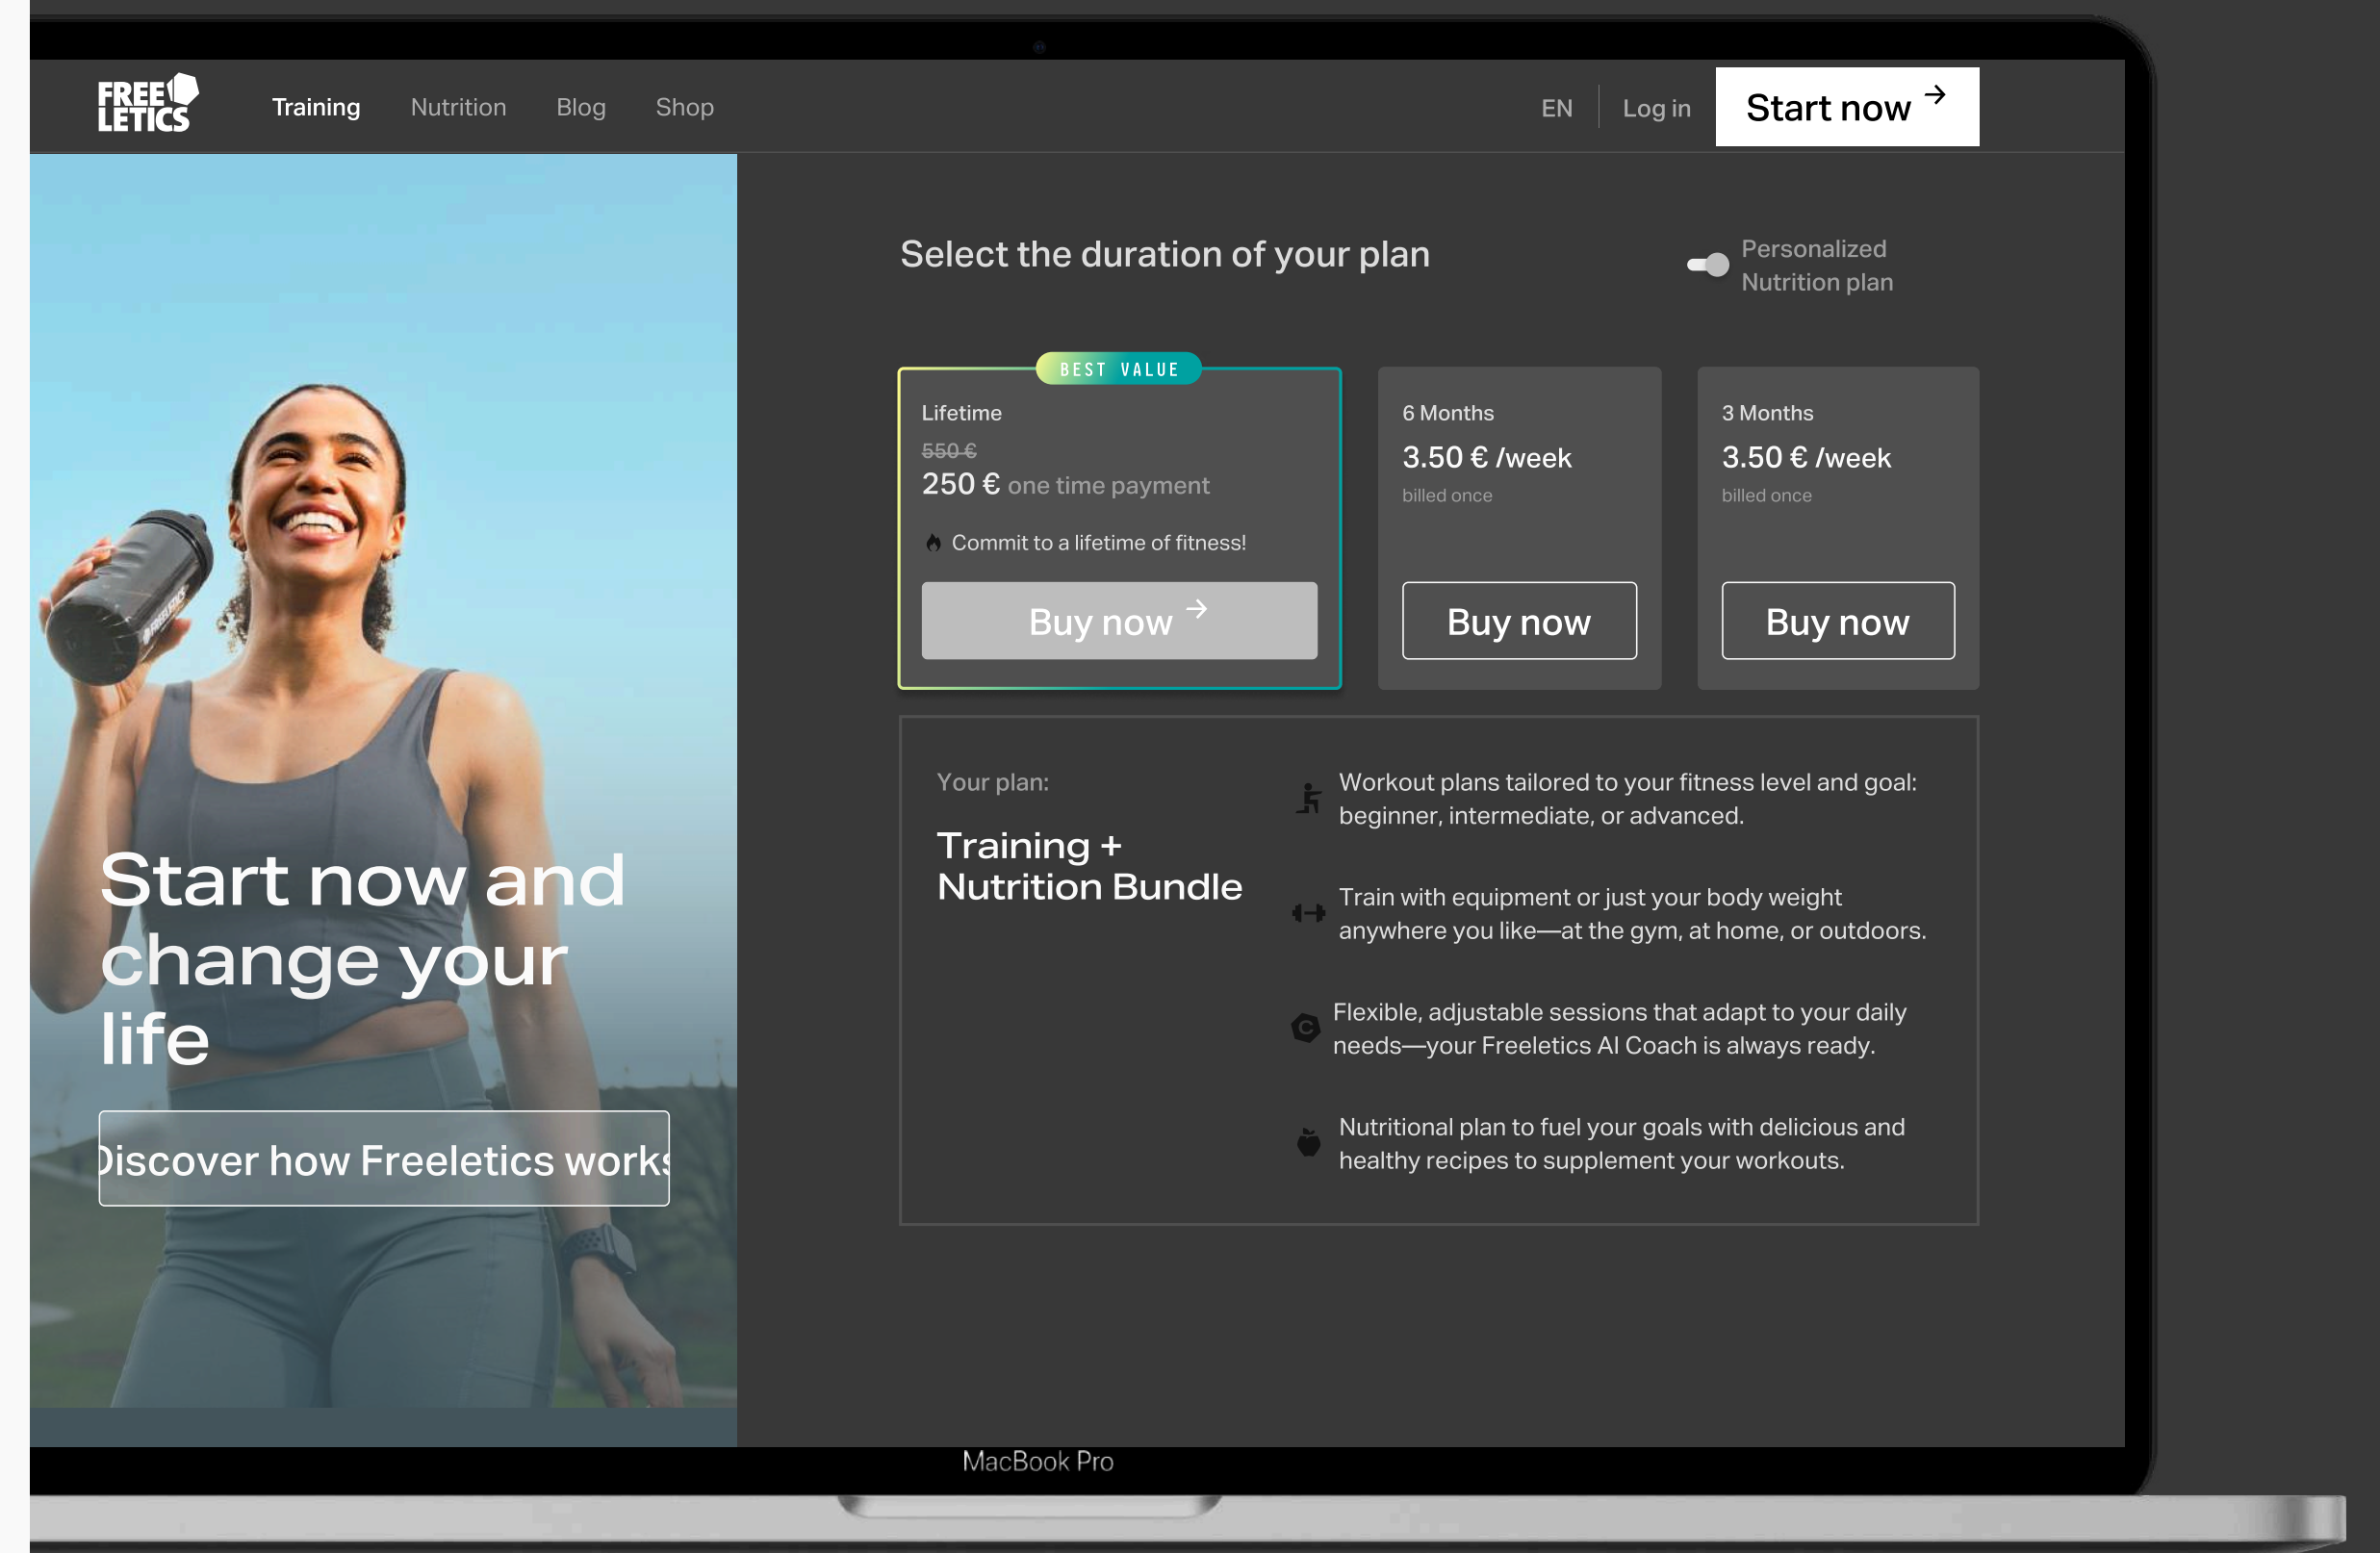 FREE
LETICS
Training
Nutrition
Blog
Shop
EN
Log in
Start now →
Start now and
change your
life
Discover how Freeletics works
FREELETICS
Select the duration of your plan
Personalized
Nutrition plan
BEST VALUE
Lifetime
550 €
250 € one time payment
Commit to a lifetime of fitness!
Buy now →
6 Months
3.50 € /week
billed once
Buy now
3 Months
3.50 € /week
billed once
Buy now
Your plan:
Training +
Nutrition Bundle
Workout plans tailored to your fitness level and goal:
beginner, intermediate, or advanced.
Train with equipment or just your body weight
anywhere you like—at the gym, at home, or outdoors.
C
Flexible, adjustable sessions that adapt to your daily
needs—your Freeletics AI Coach is always ready.
Nutritional plan to fuel your goals with delicious and
healthy recipes to supplement your workouts.
MacBook Pro